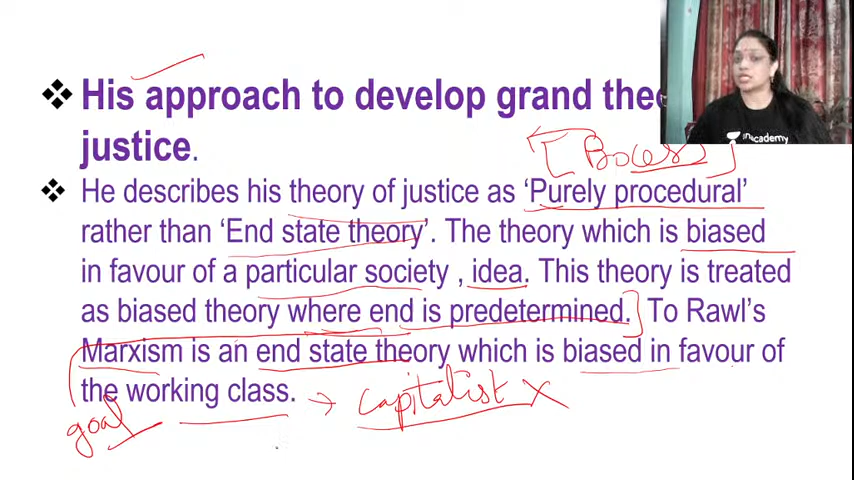 ❖ His approach to develop grand the
justice.
[Process]
❖ He describes his theory of justice as ‘Purely procedural’
rather than ‘End state theory’. The theory which is biased
in favour of a particular society , idea. This theory is treated
as biased theory where end is predetermined. To Rawl’s
Marxism is an end state theory which is biased in favour of
the working class. → capitalist X
goal
unacademy